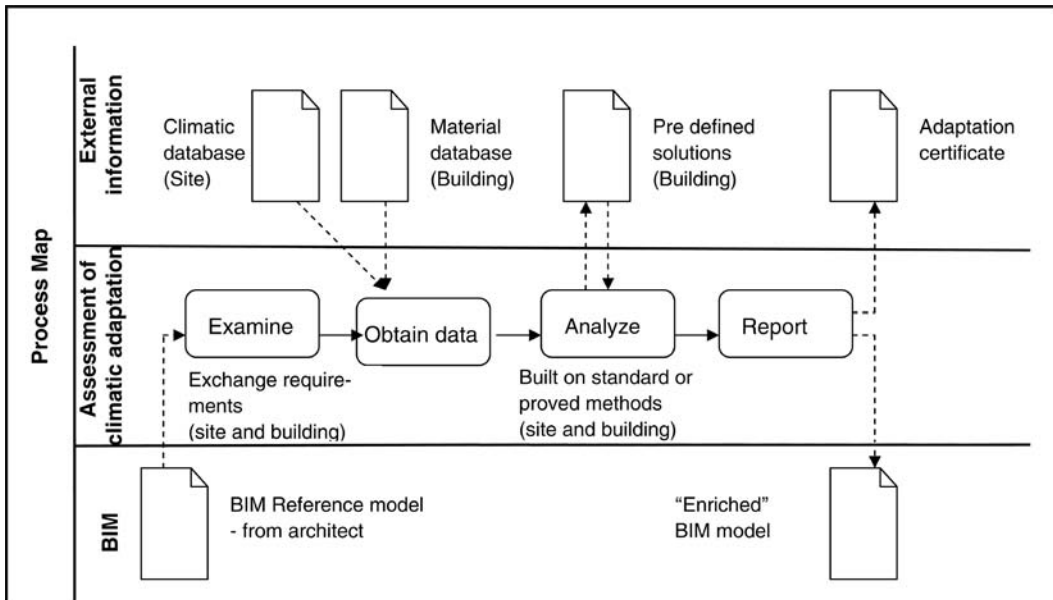 Process Map
External
information
Climatic
database
(Site)
Material
database
(Building)
Pre defined
solutions
(Building)
Adaptation
certificate
Assessment of
climatic adaptation
Examine
Obtain data
Analyze
Report
Exchange require-
ments
(site and building)
Built on standard or
proved methods
(site and building)
BIM
BIM Reference model
- from architect
“Enriched”
BIM model